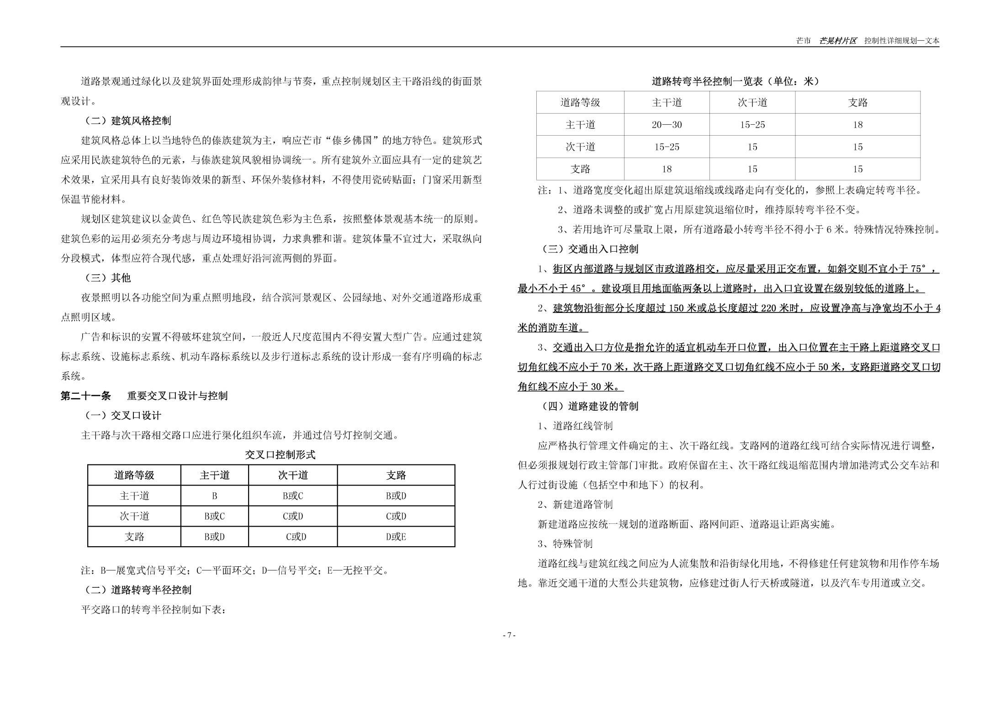 芒市 芒晃村片区 控制性详细规划—文本
道路景观通过绿化以及建筑界面处理形成韵律与节奏，重点控制规划区主干路沿线的街面景
观设计。
（二）建筑风格控制
建筑风格总体上以当地特色的傣族建筑为主，响应芒市“傣乡佛国”的地方特色。建筑形式
应采用民族建筑特色的元素，与傣族建筑风貌相协调统一。所有建筑外立面应具有一定的建筑艺
术效果，宜采用具有良好装饰效果的新型、环保外装修材料，不得使用瓷砖贴面；门窗采用新型
保温节能材料。
规划区建筑建议以金黄色、红色等民族建筑色彩为主色系，按照整体景观基本统一的原则。
建筑色彩的运用必须充分考虑与周边环境相协调，力求典雅和谐。建筑体量不宜过大，采取纵向
分段模式，体型应符合现代感，重点处理好沿河流两侧的界面。
（三）其他
夜景照明以各功能空间为重点照明地段，结合滨河景观区、公园绿地、对外交通道路形成重
点照明区域。
广告和标识的安置不得破坏建筑空间，一般近人尺度范围内不得安置大型广告。应通过建筑
标志系统、设施标志系统、机动车路标系统以及步行道标志系统的设计形成一套有序明确的标志
系统。
第二十一条 重要交叉口设计与控制
（一）交叉口设计
主干路与次干路相交路口应进行渠化组织车流，并通过信号灯控制交通。
交叉口控制形式
道路等级 主干道 次干道 支路
主干道 B B或C B或D
次干道 B或C C或D C或D
支路 B或D C或D D或E
注：B—展宽式信号平交；C—平面环交；D—信号平交；E—无控平交。
（二）道路转弯半径控制
平交路口的转弯半径控制如下表：
道路转弯半径控制一览表（单位：米）
道路等级 主干道 次干道 支路
主干道 20—30 15-25 18
次干道 15-25 15 15
支路 18 15 15
注：1、道路宽度变化超出原建筑退缩线或线路走向有变化的，参照上表确定转弯半径。
2、道路未调整的或扩宽占用原建筑退缩位时，维持原转弯半径不变。
3、若用地许可尽量取上限，所有道路最小转弯半径不得小于 6 米。特殊情况特殊控制。
（三）交通出入口控制
1、街区内部道路与规划区市政道路相交，应尽量采用正交布置，如斜交则不宜小于 75°，
最小不小于 45°。建设项目用地面临两条以上道路时，出入口宜设置在级别较低的道路上。
2、建筑物沿街部分长度超过 150 米或总长度超过 220 米时，应设置净高与净宽均不小于 4
米的消防车道。
3、交通出入口方位是指允许的适宜机动车开口位置，出入口位置在主干路上距道路交叉口
切角红线不应小于 70 米，次干路上距道路交叉口切角红线不应小于 50 米，支路距道路交叉口切
角红线不应小于 30 米。
（四）道路建设的管制
1、道路红线管制
应严格执行管理文件确定的主、次干路红线。支路网的道路红线可结合实际情况进行调整，
但必须报规划行政主管部门审批。政府保留在主、次干路红线退缩范围内增加港湾式公交车站和
人行过街设施（包括空中和地下）的权利。
2、新建道路管制
新建道路应按统一规划的道路断面、路网间距、道路退让距离实施。
3、特殊管制
道路红线与建筑红线之间应为人流集散和沿街绿化用地，不得修建任何建筑物和用作停车场
地。靠近交通干道的大型公共建筑物，应修建过街人行天桥或隧道，以及汽车专用道或立交。
- 7 -